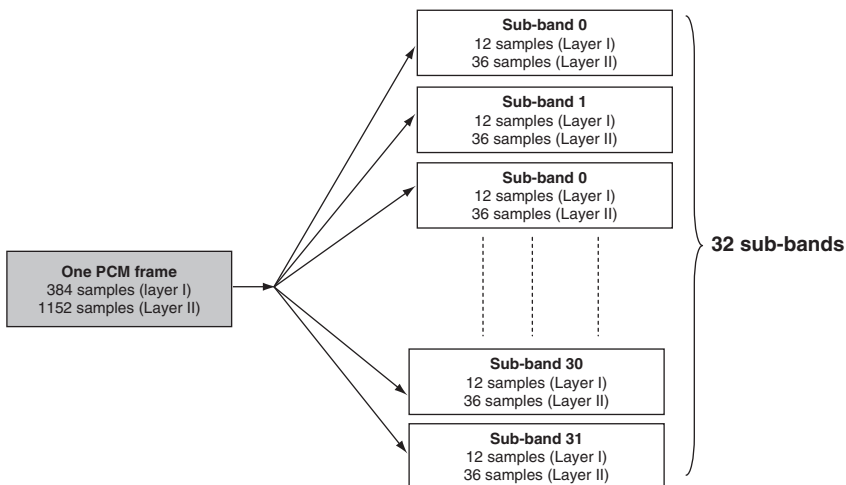 Sub-band 0
12 samples (Layer I)
36 samples (Layer II)
Sub-band 1
12 samples (Layer I)
36 samples (Layer II)
Sub-band 0
12 samples (Layer I)
36 samples (Layer II)
32 sub-bands
One PCM frame
384 samples (layer I)
1152 samples (Layer II)
Sub-band 30
12 samples (Layer I)
36 samples (Layer II)
Sub-band 31
12 samples (Layer I)
36 samples (Layer II)